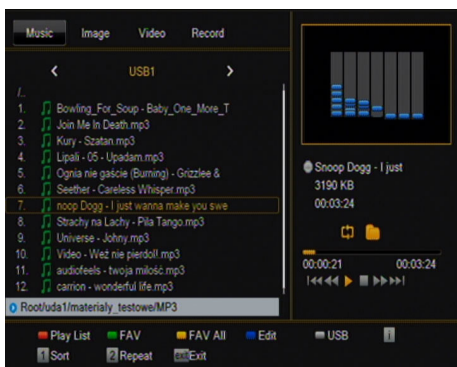 Music Image Video Record
USB1
/..
1. Bowling_For_Soup - Baby_One_More_T
2. Join Me In Death.mp3
3. Kury - Szatan.mp3
4. Lipali - 05 - Upadam.mp3
5. Ognia nie gaście (Burning) - Grizzlee &
6. Seether - Careless Whisper.mp3
7. noop Dogg - I just wanna make you swe
8. Strachy na Lachy - Pila Tango.mp3
9. Universe - Johny.mp3
10. Video - Weź nie pierdol!.mp3
11. audiofeels - twoja miłość.mp3
12. carrion - wonderful life.mp3
Root/uda1/materialy_testowe/MP3
Snoop Dogg - I just
3190 KB
00:03:24
00:00:21 00:03:24
Play List FAV FAV All Edit USB i
1 Sort 2 Repeat exit Exit